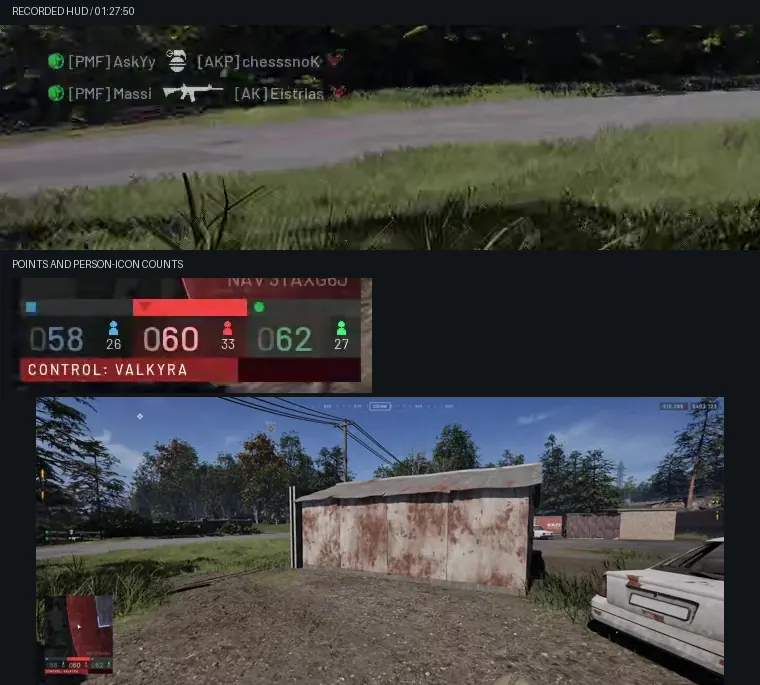 RECORDED HUD / 01:27:50
[PMF] AskYy [AKP] chesssnoK
[PMF] Massi [AK] Eistrias
POINTS AND PERSON-ICON COUNTS
058 26 060 33 062 27
CONTROL: VALKYRA